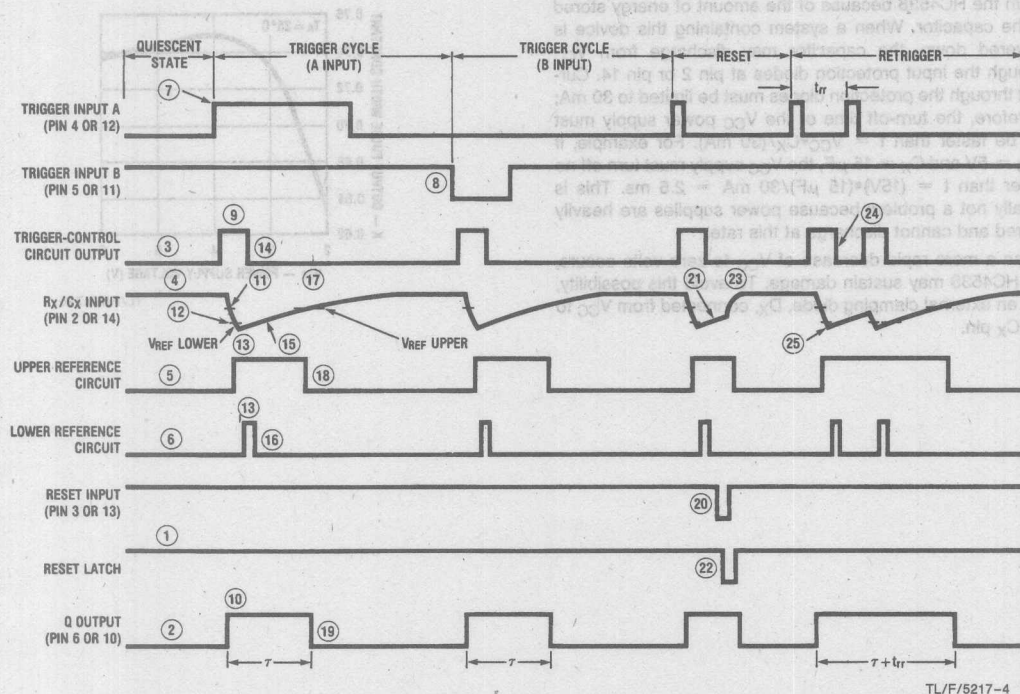 QUIESCENT
STATE
TRIGGER CYCLE
(A INPUT)
TRIGGER CYCLE
(B INPUT)
RESET
RETRIGGER
trr
TRIGGER INPUT A
(PIN 4 OR 12)
7
TRIGGER INPUT B
(PIN 5 OR 11)
8
TRIGGER-CONTROL
CIRCUIT OUTPUT
3
9
14
24
RX/CX INPUT
(PIN 2 OR 14)
4
11
17
21
23
12
VREF LOWER
13
15
VREF UPPER
25
UPPER REFERENCE
CIRCUIT
5
18
LOWER REFERENCE
CIRCUIT
6
13
16
RESET INPUT
(PIN 3 OR 13)
20
RESET LATCH
1
22
Q OUTPUT
(PIN 6 OR 10)
2
10
19
τ
τ
τ+trr
TL/F/5217-4